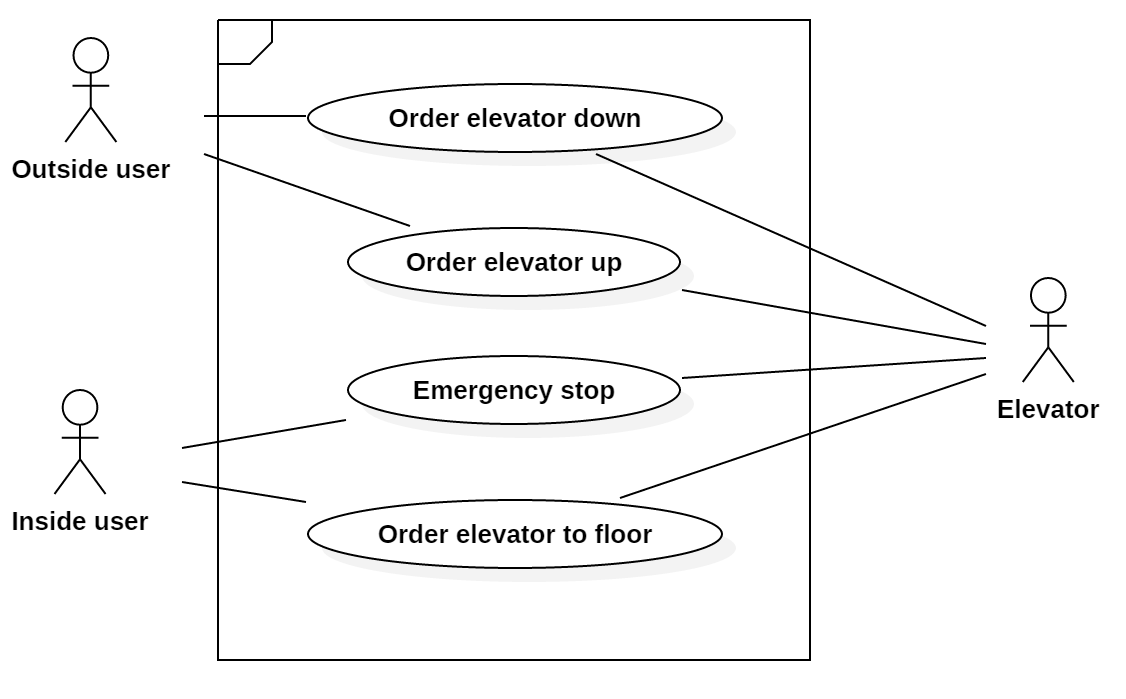 Order elevator down
Outside user
Order elevator up
Emergency stop
Elevator
Inside user
Order elevator to floor